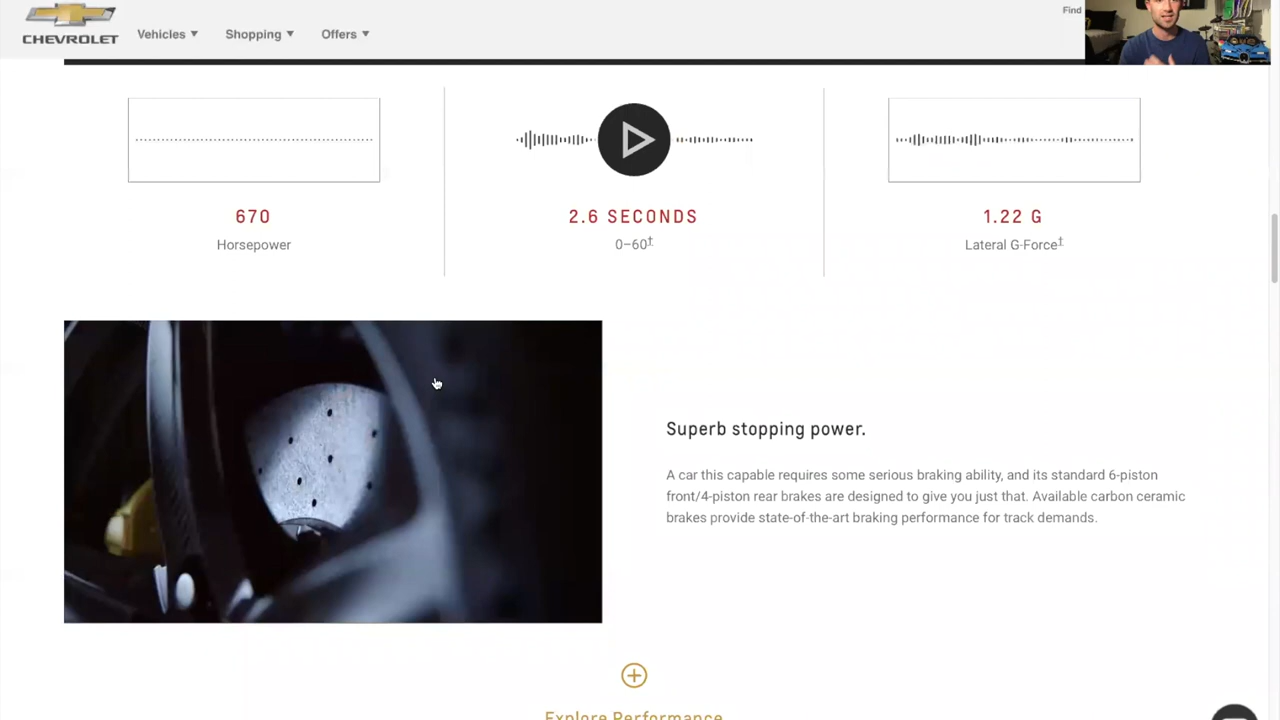 CHEVROLET
Vehicles
Shopping
Offers
Find
670
Horsepower
2.6 SECONDS
0–60†
1.22 G
Lateral G-Force†
Superb stopping power.
A car this capable requires some serious braking ability, and its standard 6-piston
front/4-piston rear brakes are designed to give you just that. Available carbon ceramic
brakes provide state-of-the-art braking performance for track demands.
Explore Performance